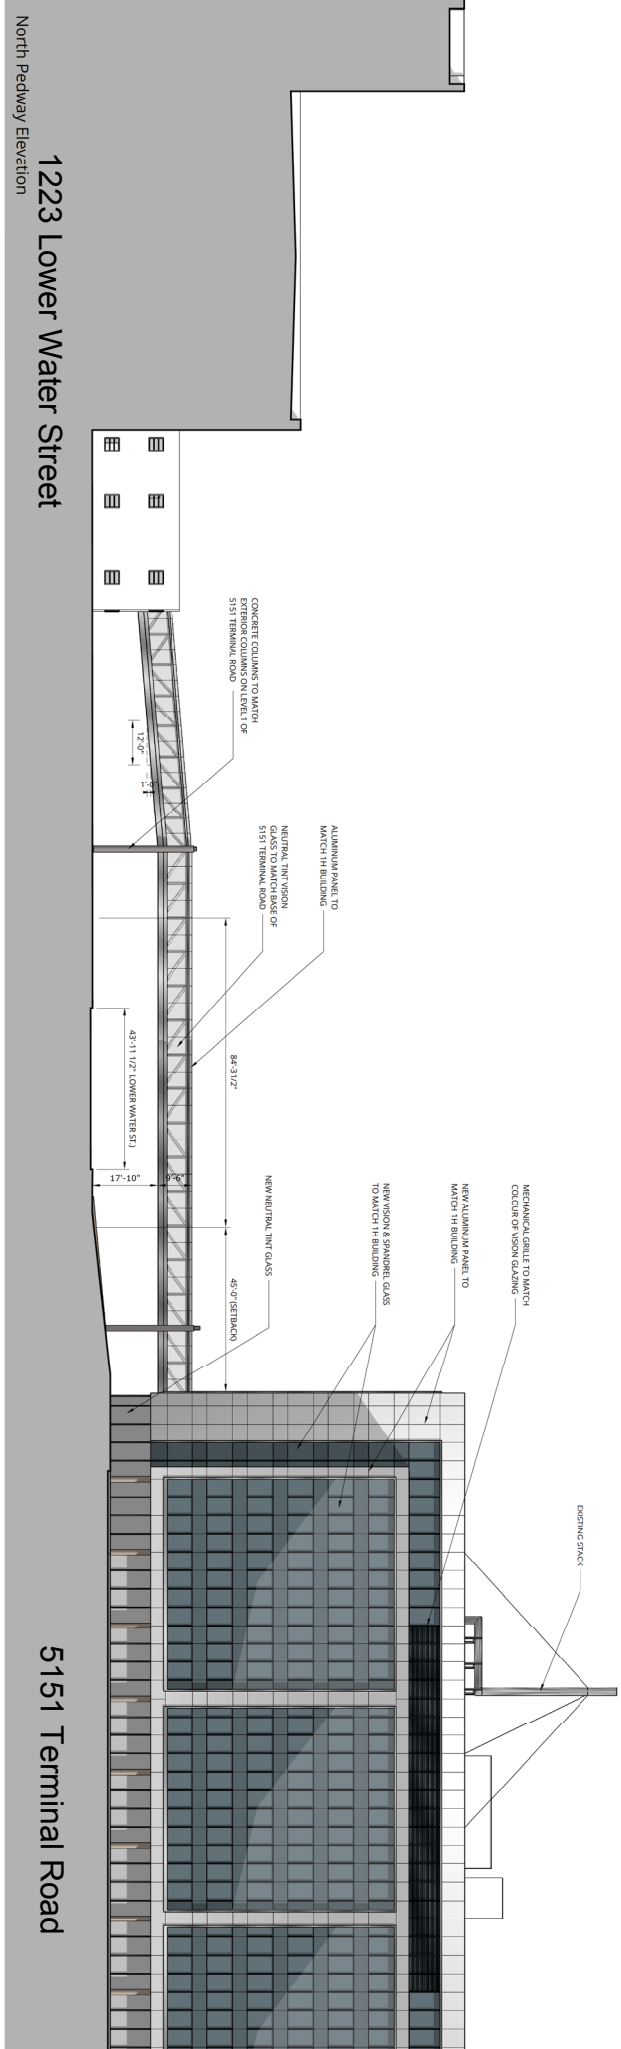 EXISTING STACK
MECHANICAL GRILLE TO MATCH
COLCUR OF VISION GLAZING
NEW ALUMINUM PANEL TO
MATCH 1H BUILDING
NEW VISION & SPANDREL GLASS
TO MATCH 1H BUILDING
ALUMINUM PANEL TO
MATCH 1H BUILDING
NEUTRAL TINT VISION
GLASS TO MATCH BASE OF
5151 TERMINAL ROAD
CONCRETE COLUMNS TO MATCH
EXTERIOR COLUMNS ON LEVEL1 OF
5151 TERMINAL ROAD
NEW NEUTRAL TINT GLASS
84'-31/2"
45'-0" (SETBACK)
12'-0"
1'-0"
9'-6"
17'-10"
43'-11 1/2" LOWER WATER ST.)
1223 Lower Water Street
5151 Terminal Road
North Pedway Elevation